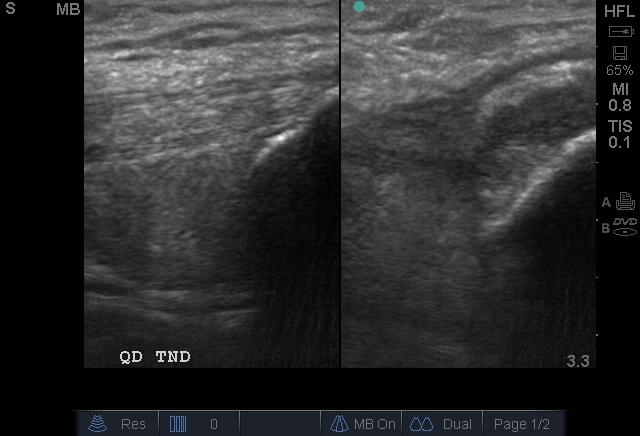 S MB
HFL
65%
MI
0.8
TIS
0.1
A
B DVD
QD TND
3.3
Res 0 MB On Dual Page 1/2